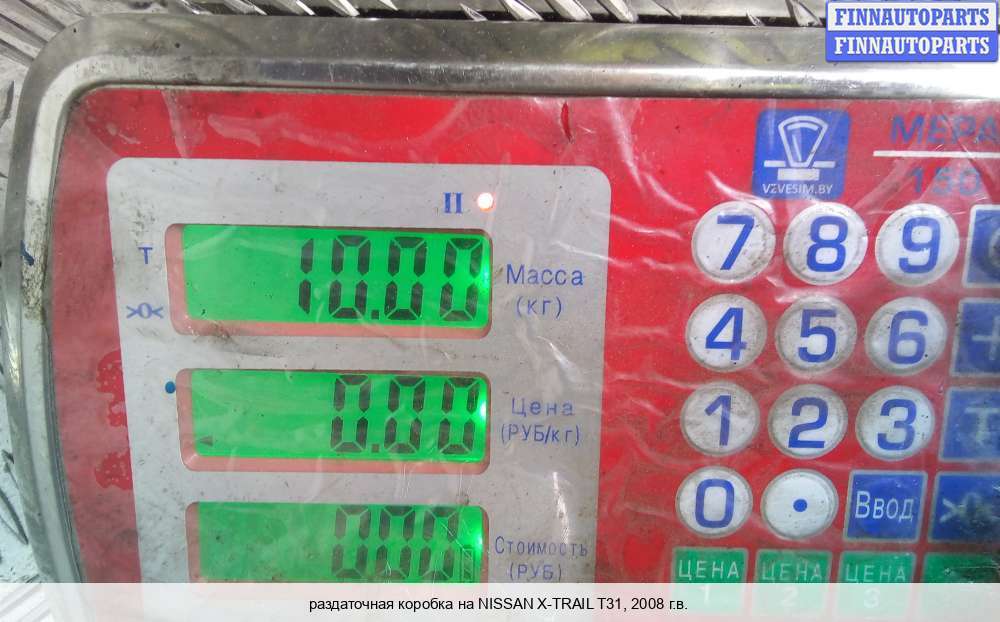 FINNAUTOPARTS
FINNAUTOPARTS
МЕРА
150
VZVESIM.BY
II
T
10.00
Масса
(кг)
>0<
0.00
Цена
(РУБ/кг)
Стоимость
(РУБ)
7 8 9
4 5 6
1 2 3
0 .
Ввод
ЦЕНА ЦЕНА ЦЕНА
1 2 3
раздаточная коробка на NISSAN X-TRAIL T31, 2008 г.в.